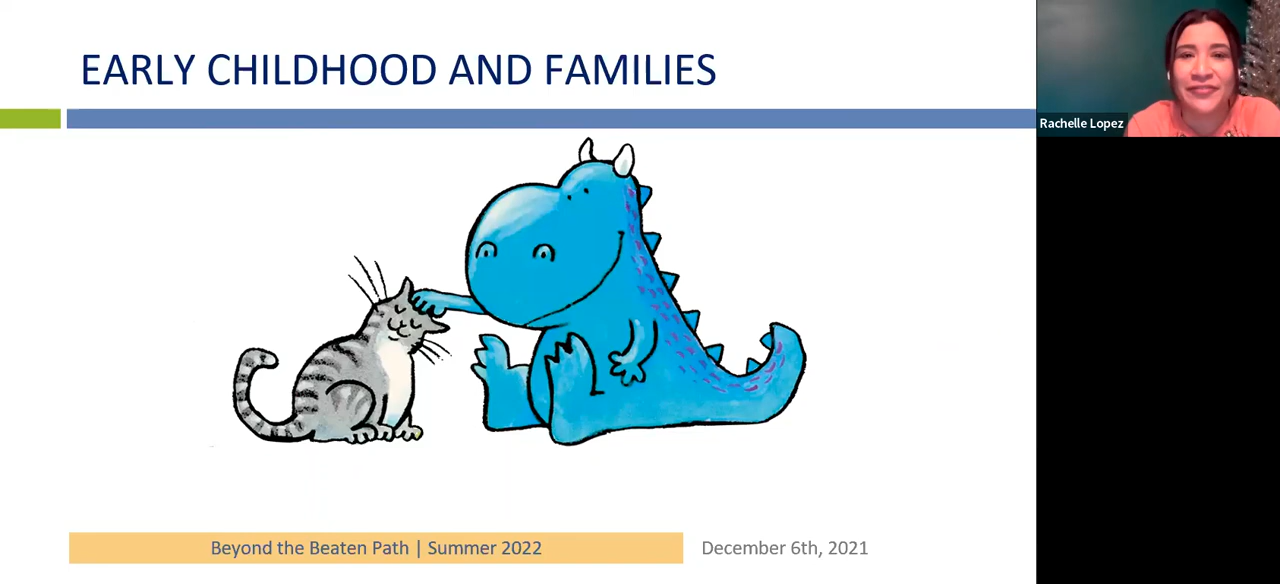 EARLY CHILDHOOD AND FAMILIES
Rachelle Lopez
Beyond the Beaten Path | Summer 2022
December 6th, 2021